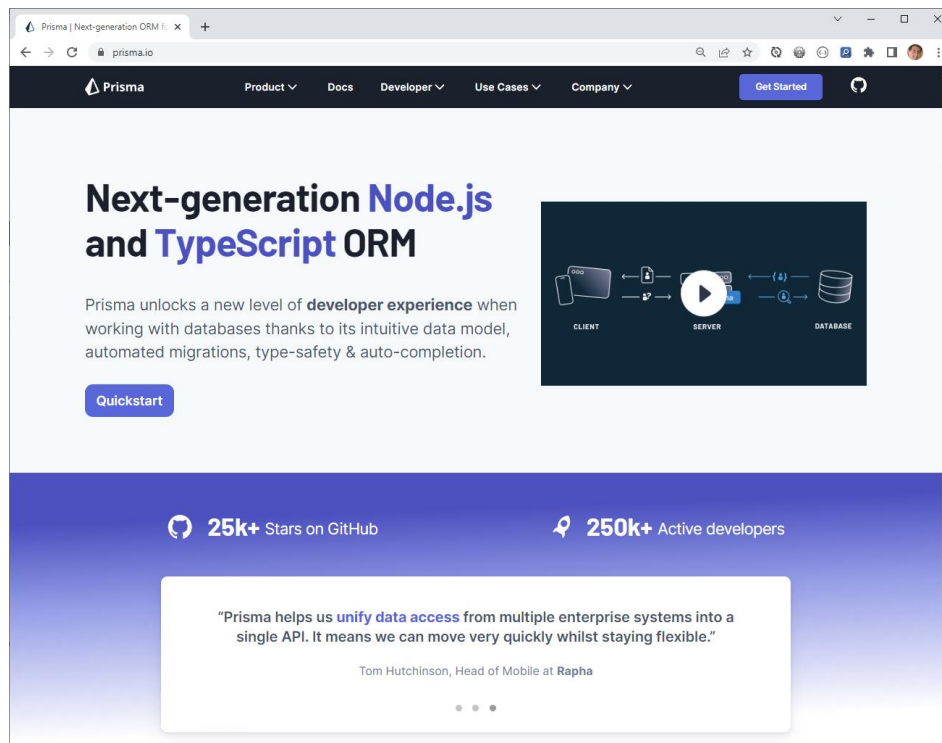 Prisma | Next-generation ORM fo
prisma.io
Prisma Product Docs Developer Use Cases Company Get Started
Next-generation Node.js
and TypeScript ORM
Prisma unlocks a new level of developer experience when
working with databases thanks to its intuitive data model,
automated migrations, type-safety & auto-completion.
Quickstart
CLIENT SERVER DATABASE
25k+ Stars on GitHub
250k+ Active developers
“Prisma helps us unify data access from multiple enterprise systems into a
single API. It means we can move very quickly whilst staying flexible.”
Tom Hutchinson, Head of Mobile at Rapha